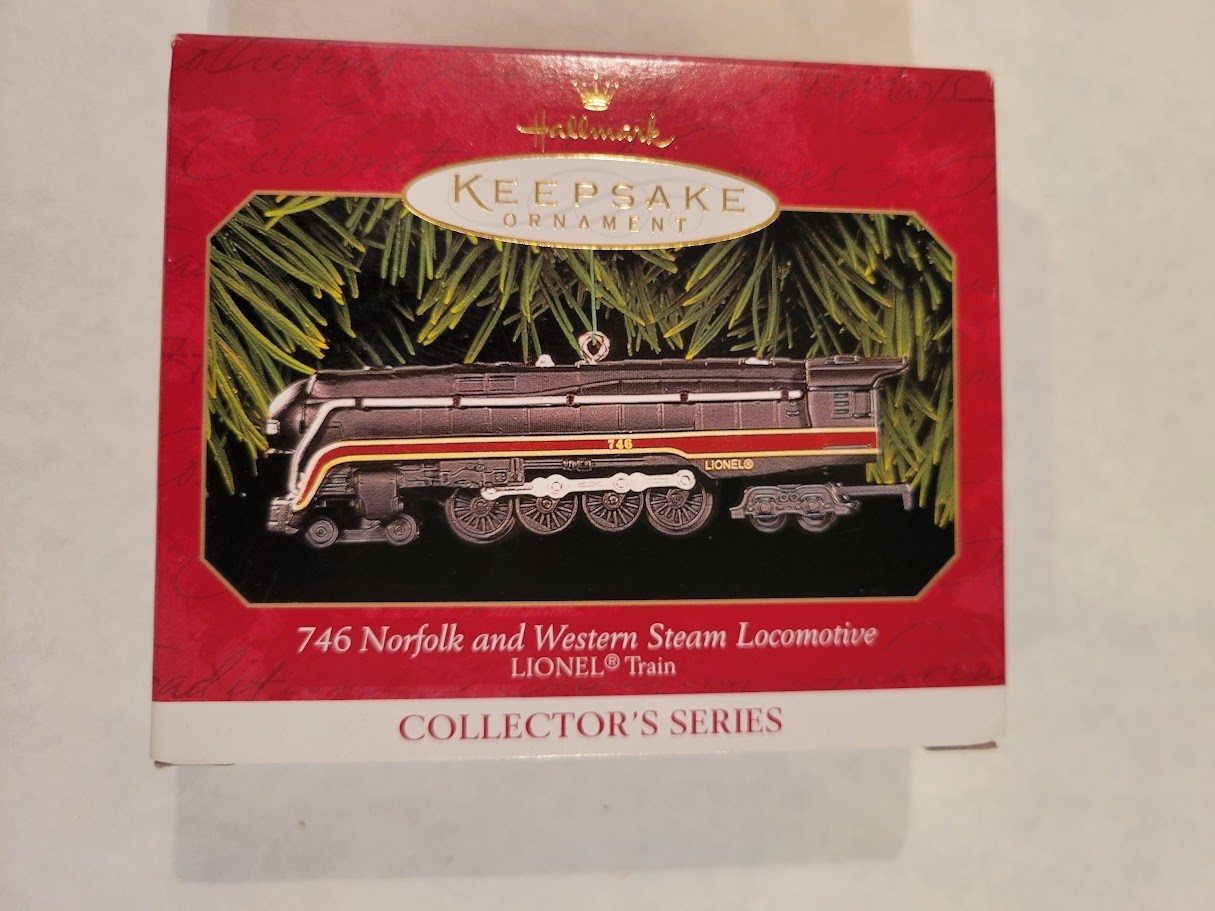 Hallmark
KEEPSAKE
ORNAMENT
746
LIONEL®
746 Norfolk and Western Steam Locomotive
LIONEL® Train
COLLECTOR'S SERIES